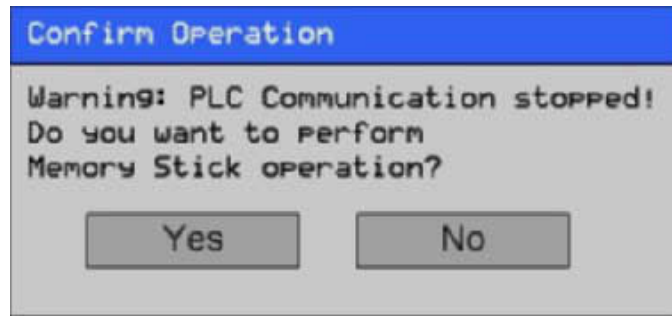 Confirm Operation
Warning: PLC Communication stopped!
Do you want to perform
Memory Stick operation?
Yes
No